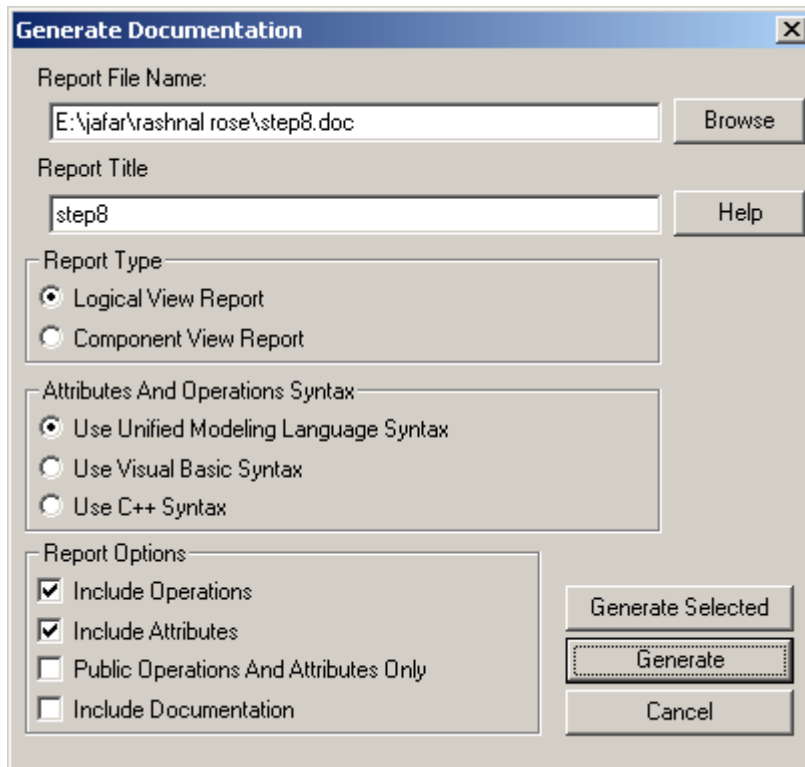 Generate Documentation
Report File Name:
E:\jafar\rashnal rose\step8.doc
Browse
Report Title
step8
Help
Report Type
Logical View Report
Component View Report
Attributes And Operations Syntax
Use Unified Modeling Language Syntax
Use Visual Basic Syntax
Use C++ Syntax
Report Options
Include Operations
Include Attributes
Public Operations And Attributes Only
Include Documentation
Generate Selected
Generate
Cancel